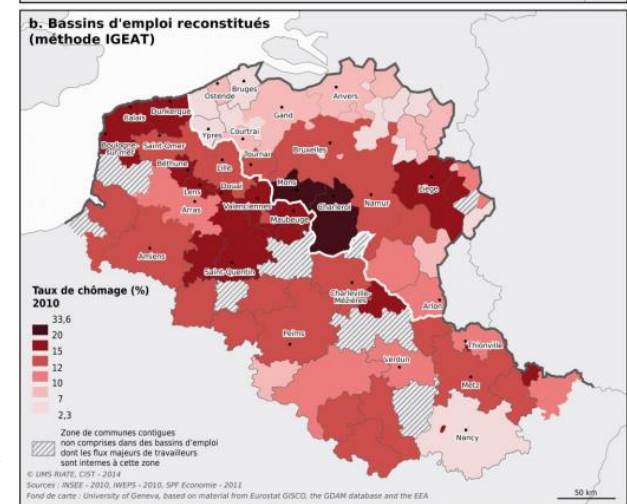 b. Bassins d'emploi reconstitués
(méthode IGEAT)
Bruges
Ostende
Anvers
Dunkerque
Calais
Gand
Ypres
Courtrai
Boulogne-
sur-mer
Saint-Omer
Bruxelles
Tournai
Lille
Béthune
Liège
Mons
Douai
Lens
Charleroi
Namur
Valenciennes
Arras
Maubeuge
Amiens
Saint-Quentin
Charleville-
Mézières
Arlon
Taux de chômage (%)
2010
33,6
20
15
12
10
7
2,3
Reims
Thionville
Verdun
Metz
Nancy
Zone de communes contigues
non comprises dans des bassins d'emploi
dont les flux majeurs de travailleurs
sont internes à cette zone
© UMS RIATE, CIST - 2014
Sources : INSEE - 2010, IWEPS - 2010, SPF Economie - 2011
Fond de carte : University of Geneva, based on material from Eurostat GISCO, the GDAM database and the EEA
50 km